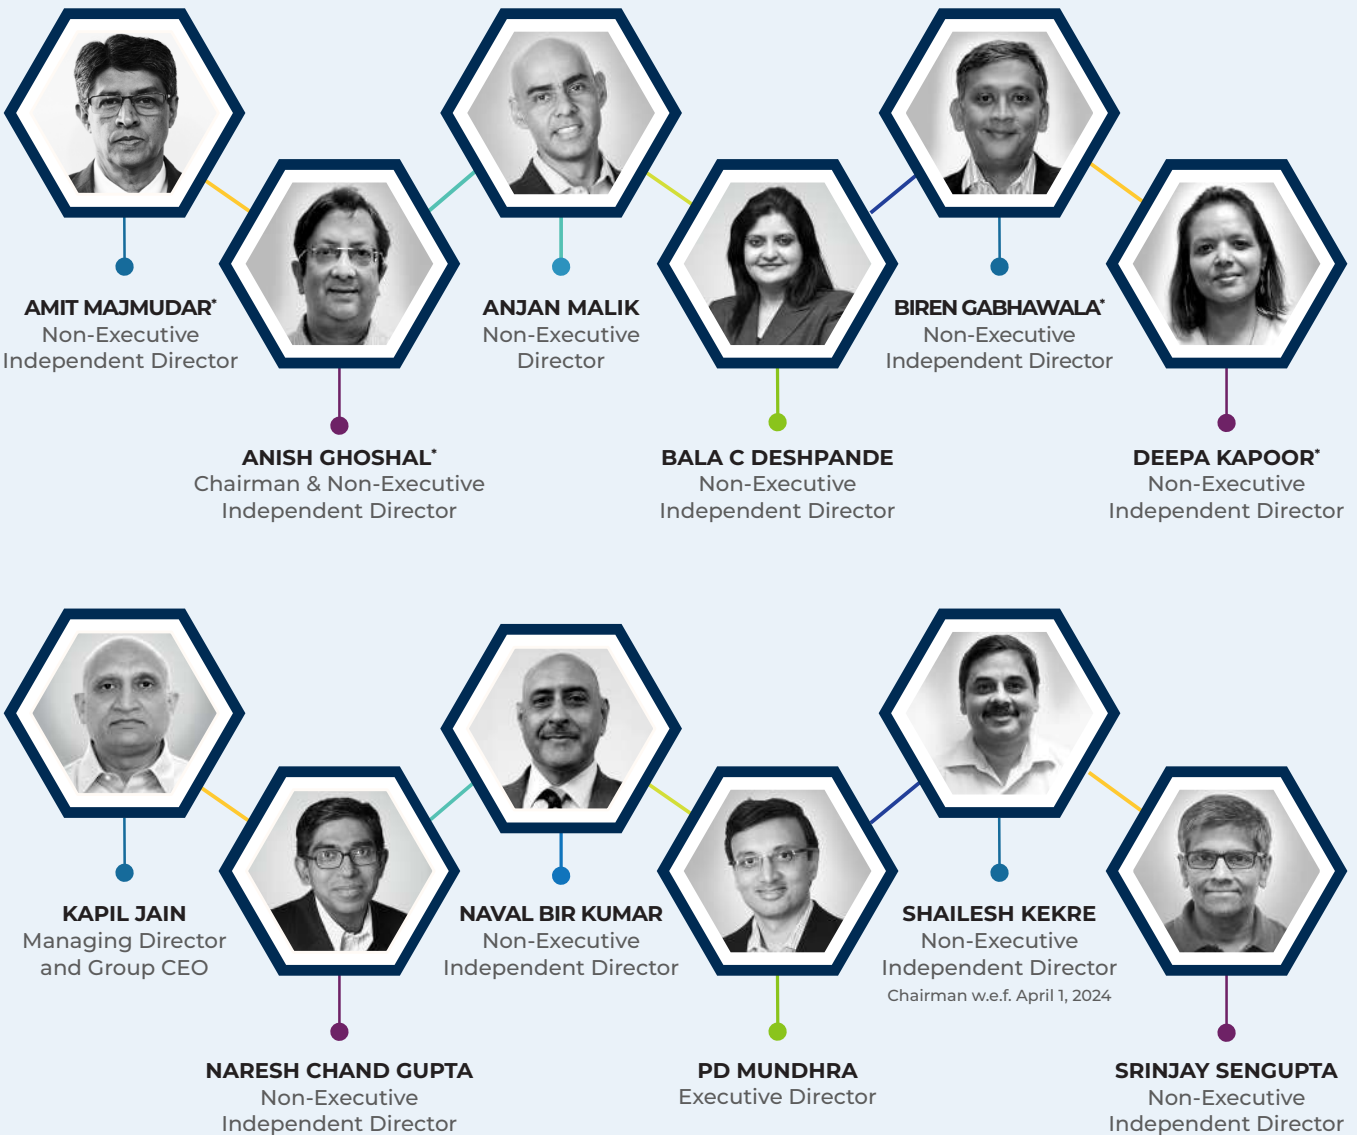 AMIT MAJMUDAR*
Non-Executive
Independent Director
ANISH GHOSHAL*
Chairman & Non-Executive
Independent Director
ANJAN MALIK
Non-Executive
Director
BALA C DESHPANDE
Non-Executive
Independent Director
BIREN GABHAWALA*
Non-Executive
Independent Director
DEEPA KAPOOR*
Non-Executive
Independent Director
KAPIL JAIN
Managing Director
and Group CEO
NARESH CHAND GUPTA
Non-Executive
Independent Director
NAVAL BIR KUMAR
Non-Executive
Independent Director
PD MUNDHRA
Executive Director
SHAILESH KEKRE
Non-Executive
Independent Director
Chairman w.e.f. April 1, 2024
SRINJAY SENGUPTA
Non-Executive
Independent Director